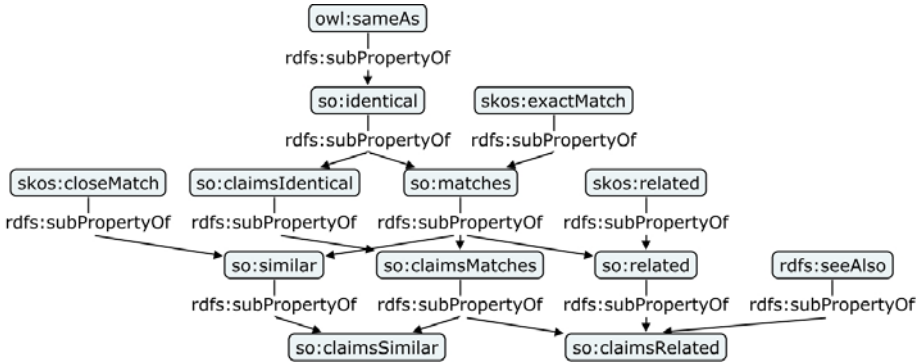 owl:sameAs
rdfs:subPropertyOf
so:identical skos:exactMatch
rdfs:subPropertyOf rdfs:subPropertyOf
skos:closeMatch so:claimsIdentical so:matches skos:related
rdfs:subPropertyOf rdfs:subPropertyOf rdfs:subPropertyOf rdfs:subPropertyOf
so:similar so:claimsMatches so:related rdfs:seeAlso
rdfs:subPropertyOf rdfs:subPropertyOf rdfs:subPropertyOf rdfs:subPropertyOf
so:claimsSimilar so:claimsRelated